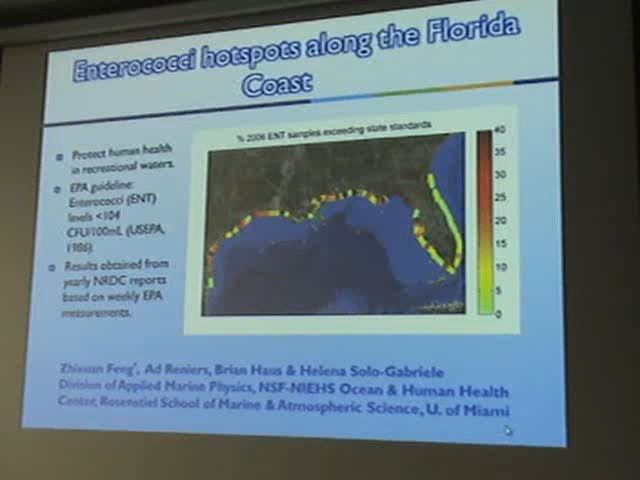 Enterococci hotspots along the Florida
Coast
Protect human health
in recreational waters.
EPA guideline:
Enterococci (ENT)
levels <104
CFU/100mL (USEPA,
1986).
Results obtained from
yearly NRDC reports
based on weekly EPA
measurements.
% 2006 ENT samples exceeding state standards
40
35
30
25
20
15
10
5
0
Google
Zhixuan Feng*, Ad Reniers, Brian Haus & Helena Solo-Gabriele
Division of Applied Marine Physics, NSF-NIEHS Ocean & Human Health
Center, Rosenstiel School of Marine & Atmospheric Science, U. of Miami